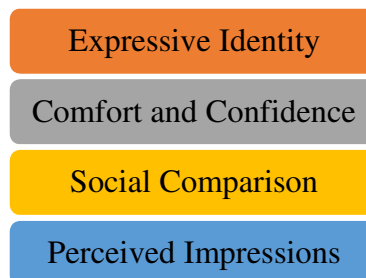 Expressive Identity
Comfort and Confidence
Social Comparison
Perceived Impressions